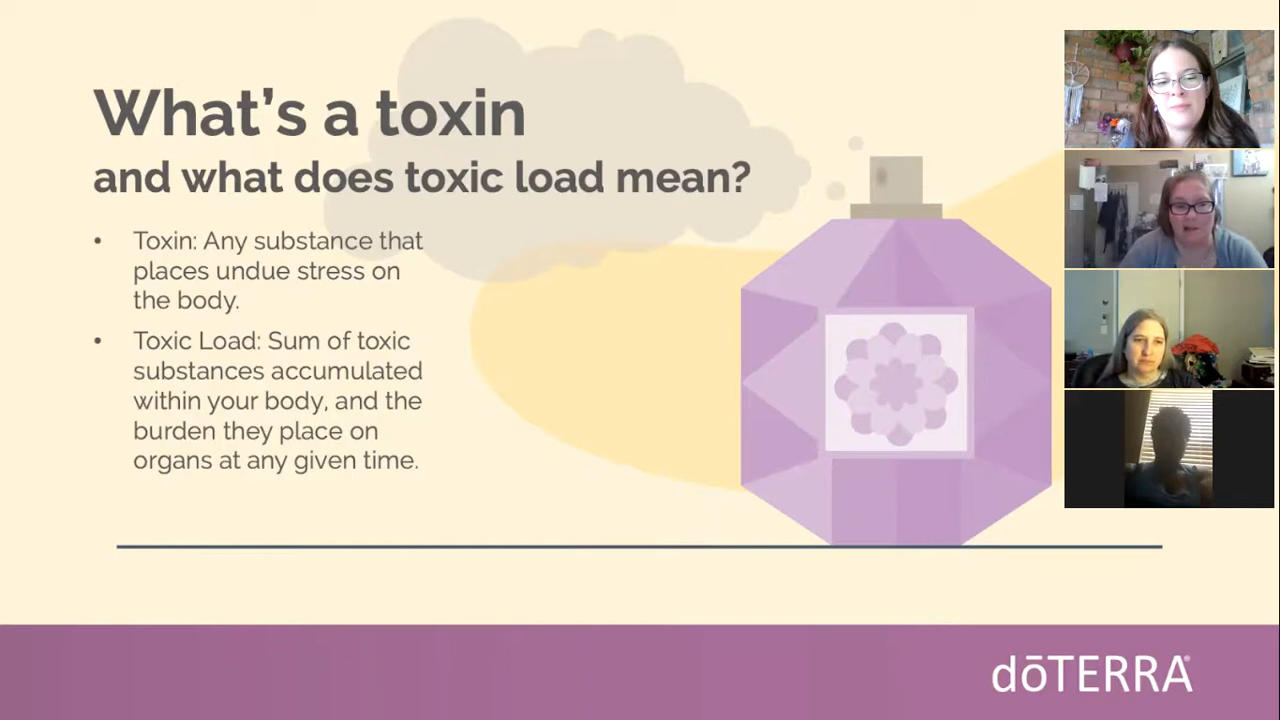 What's a toxin
and what does toxic load mean?
• Toxin: Any substance that
places undue stress on
the body.
• Toxic Load: Sum of toxic
substances accumulated
within your body, and the
burden they place on
organs at any given time.
dōTERRA®